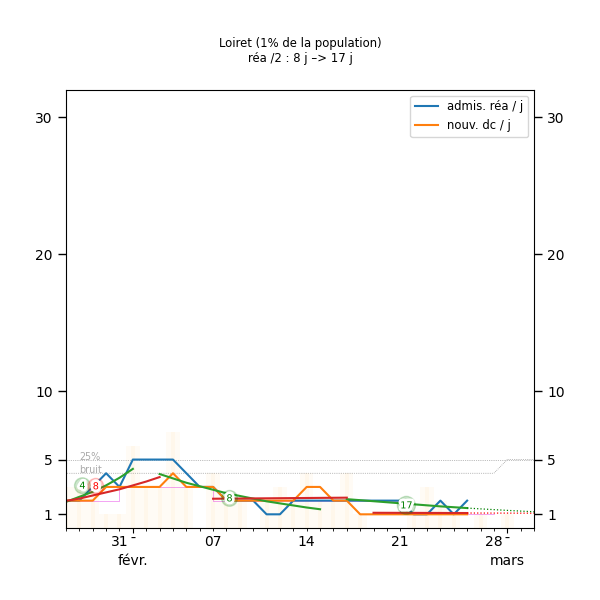 Loiret (1% de la population)
réa /2 : 8 j –> 17 j
admis. réa / j
nouv. dc / j
30
30
20
20
10
10
5
5
1
1
25%
bruit
4
8
8
17
31
07
14
21
28
févr.
mars